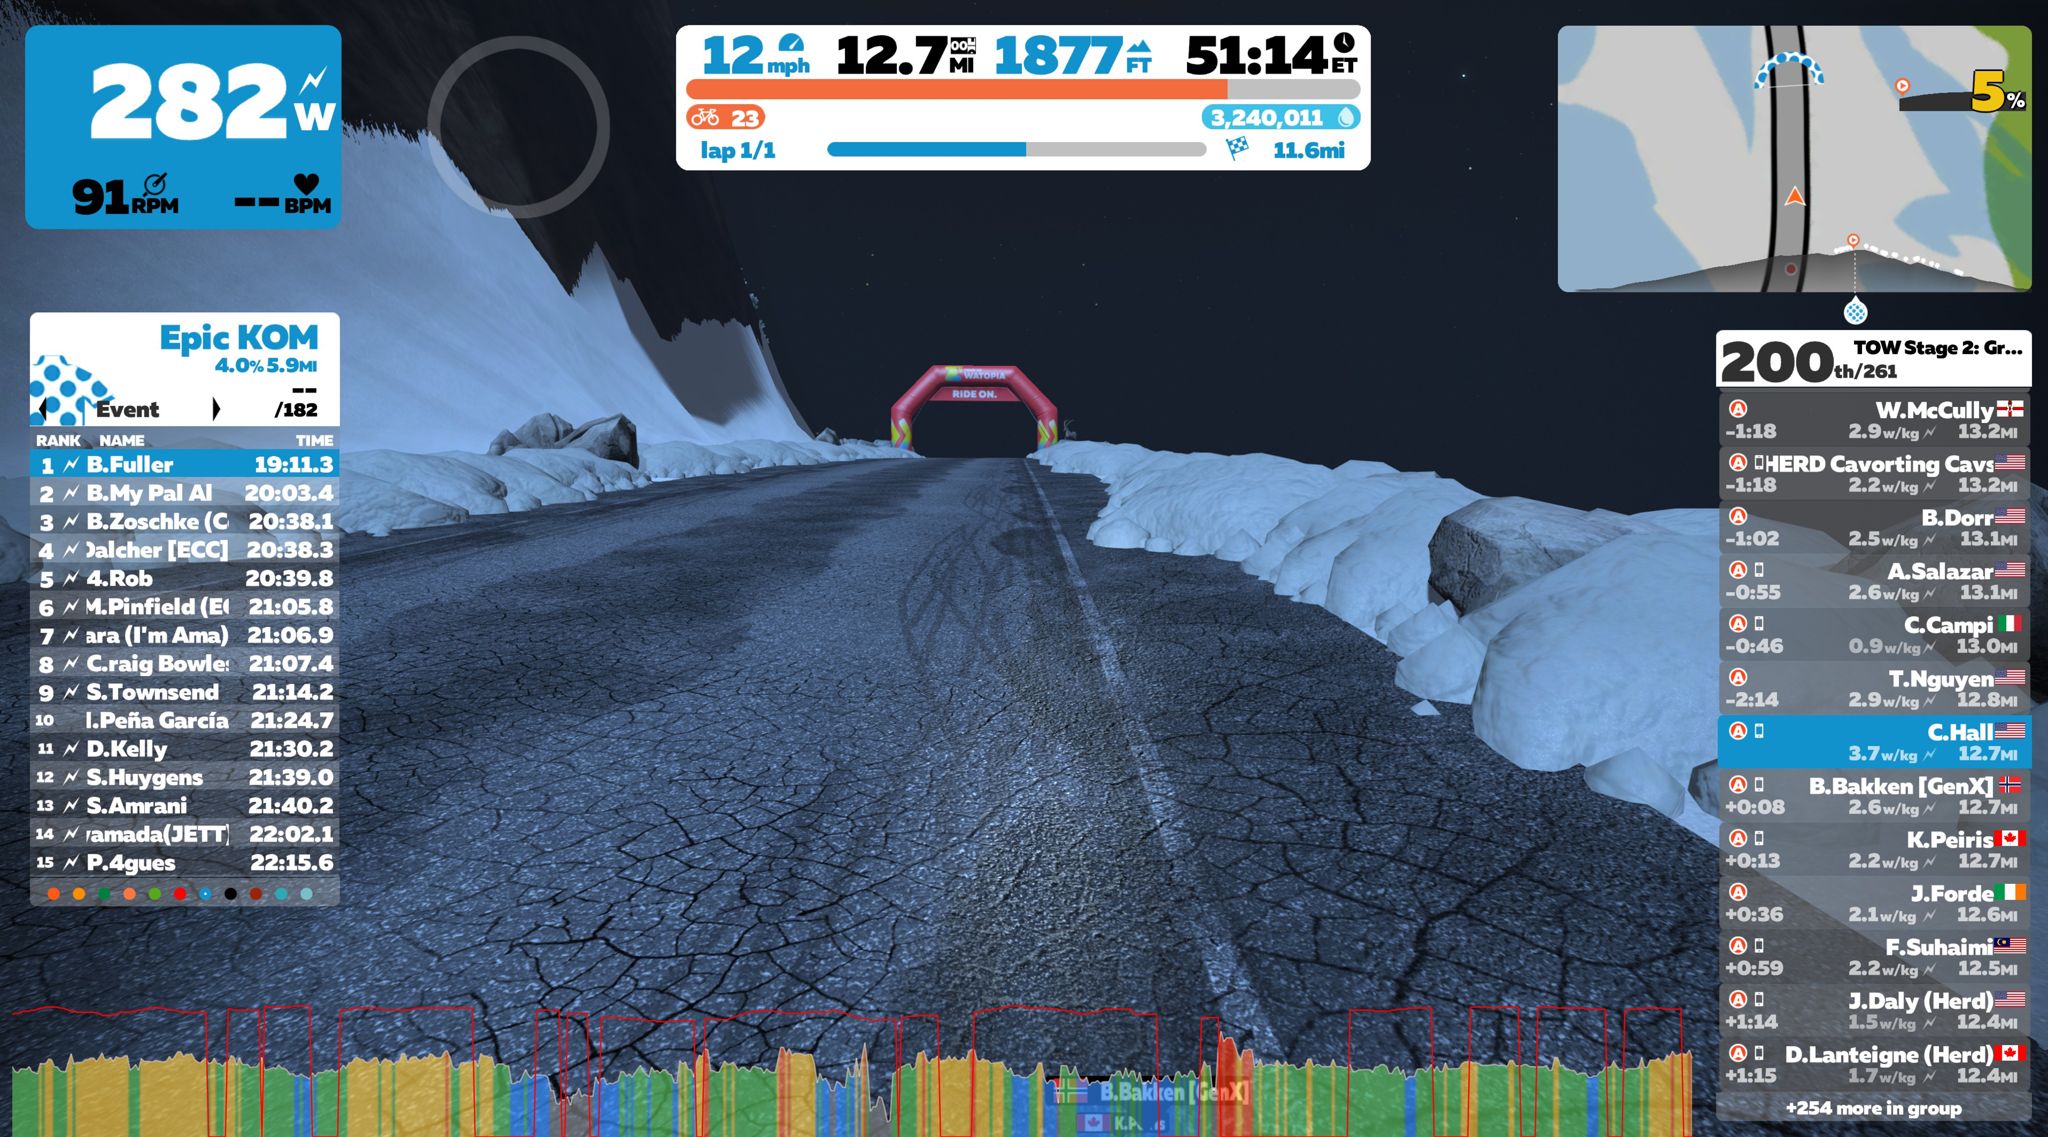 282 W
91 RPM -- BPM
12 mph 12.7 MI 1877 FT 51:14 ET
23 3,240,011
lap 1/1 11.6mi
5%
Epic KOM
4.0% 5.9MI
--
Event /182
RANK NAME TIME
1 B.Fuller 19:11.3
2 B.My Pal Al 20:03.4
3 B.Zoschke (C 20:38.1
4 Dalcher [ECC] 20:38.3
5 4.Rob 20:39.8
6 M.Pinfield (E 21:05.8
7 ara (I'm Ama) 21:06.9
8 C.raig Bowles 21:07.4
9 S.Townsend 21:14.2
10 I.Peña García 21:24.7
11 D.Kelly 21:30.2
12 S.Huygens 21:39.0
13 S.Amrani 21:40.2
14 amada(JETT) 22:02.1
15 P.4gues 22:15.6
WATOPIA
RIDE ON.
200th/261 TOW Stage 2: Gr...
A W.McCully
-1:18 2.9w/kg 13.2MI
A HERD Cavorting Cavs
-1:18 2.2w/kg 13.2MI
A B.Dorr
-1:02 2.5w/kg 13.1MI
A A.Salazar
-0:55 2.6w/kg 13.1MI
A C.Campi
-0:46 0.9w/kg 13.0MI
A T.Nguyen
-2:14 2.9w/kg 12.8MI
A C.Hall
3.7w/kg 12.7MI
A B.Bakken [GenX]
+0:08 2.6w/kg 12.7MI
A K.Peiris
+0:13 2.2w/kg 12.7MI
A J.Forde
+0:36 2.1w/kg 12.6MI
A F.Suhaimi
+0:59 2.2w/kg 12.5MI
A J.Daly (Herd)
+1:14 1.5w/kg 12.4MI
A D.Lanteigne (Herd)
+1:15 1.7w/kg 12.4MI
+254 more in group
B.Bakken [GenX]